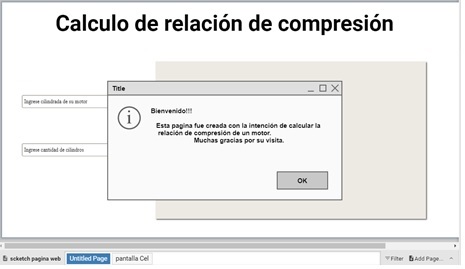 Calculo de relación de compresión
Title
Ingrese cilindrada de su motor
Bienvenido!!!
Esta pagina fue creada con la intención de calcular la
relación de compresión de un motor.
Muchas gracias por su visita.
Ingrese cantidad de cilindros
OK
scketch pagina web
Untitled Page
pantalla Cel
Filter
Add Page...